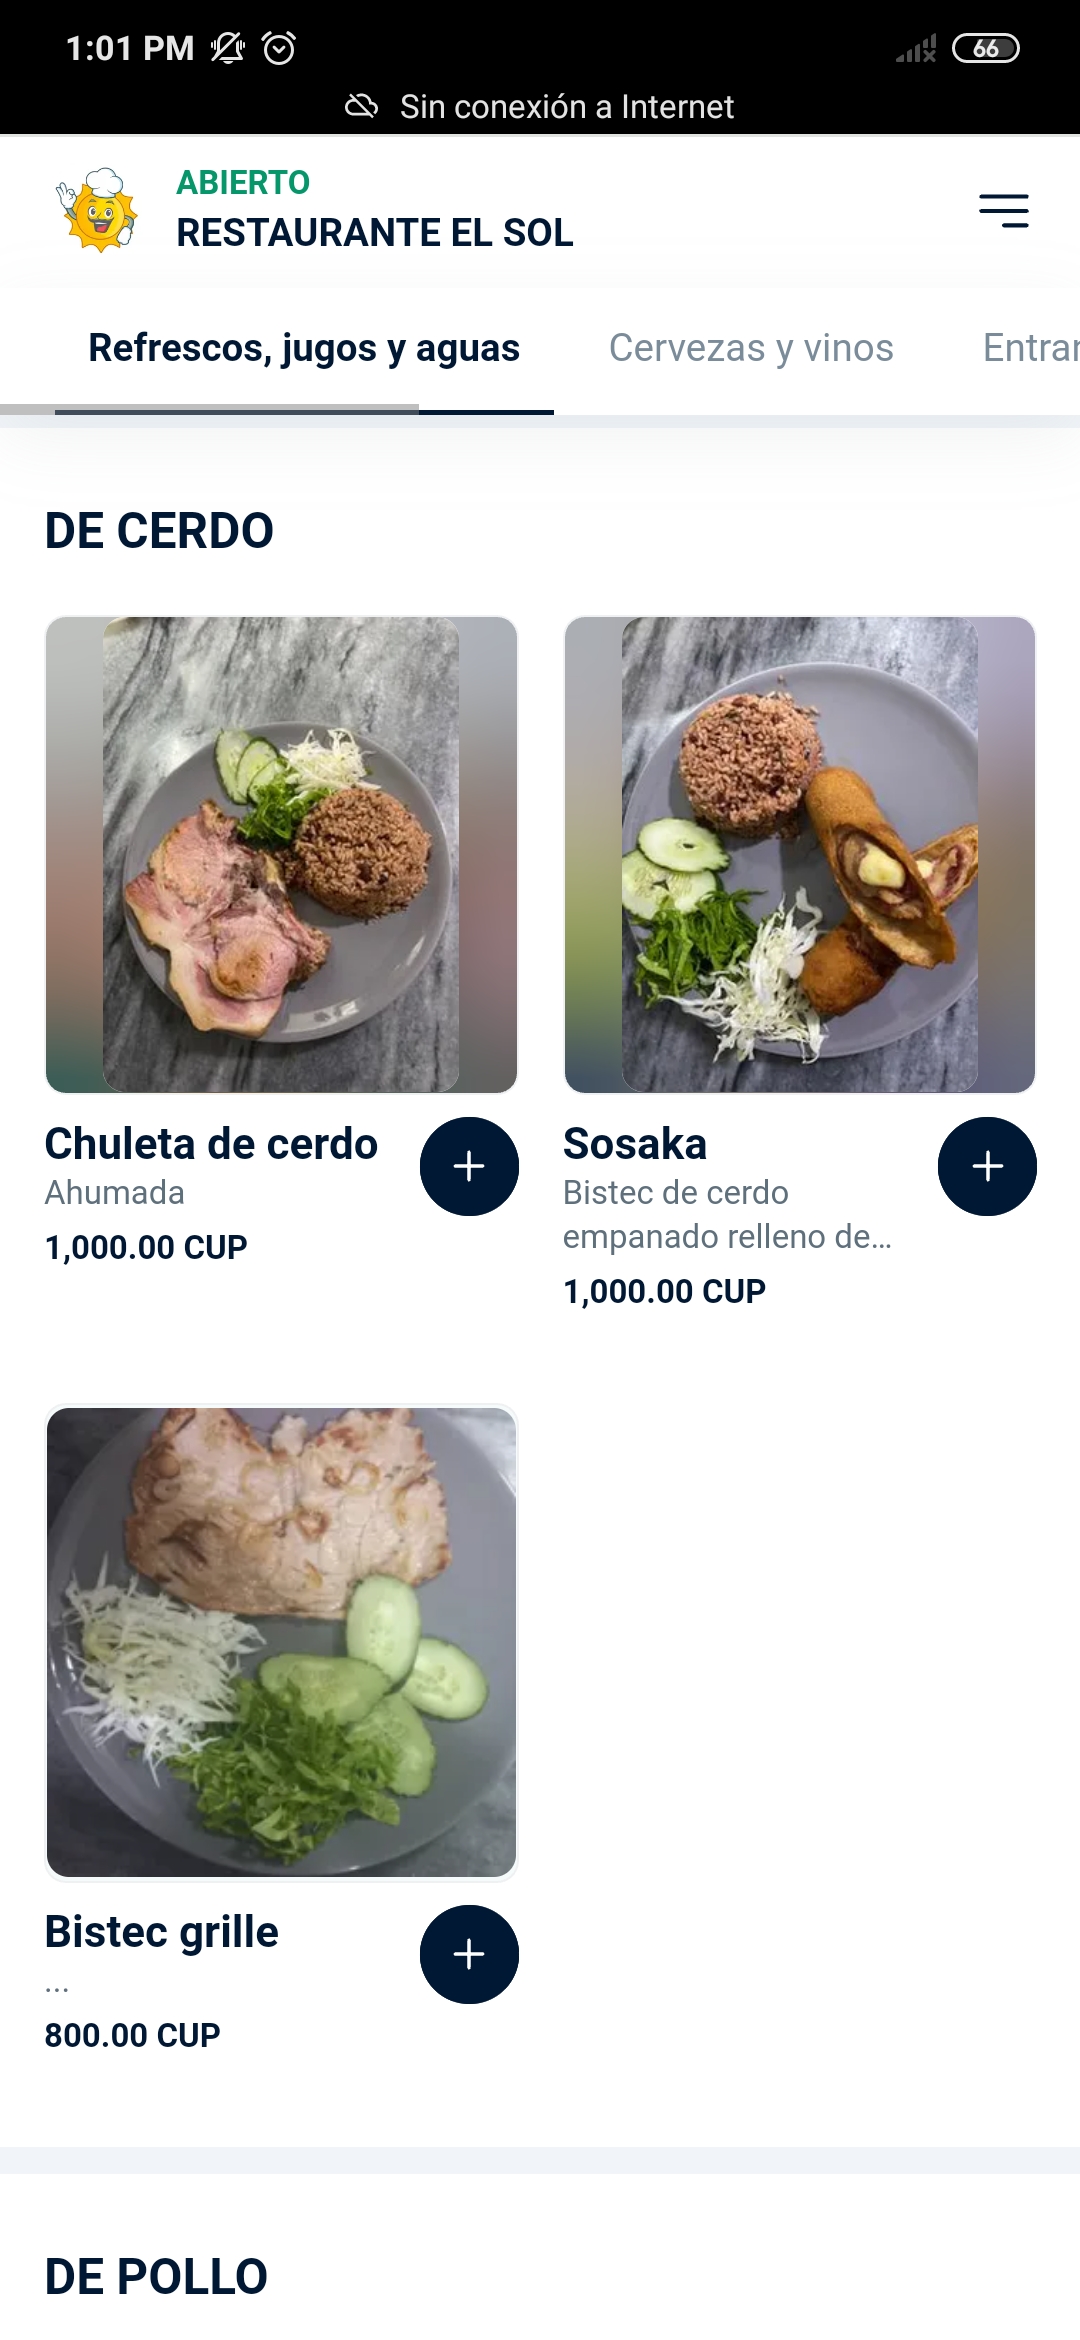 1:01 PM
66
Sin conexión a Internet
ABIERTO
RESTAURANTE EL SOL
Refrescos, jugos y aguas
Cervezas y vinos
Entrar
DE CERDO
Chuleta de cerdo
Ahumada
1,000.00 CUP
Sosaka
Bistec de cerdo
empanado relleno de...
1,000.00 CUP
Bistec grille
...
800.00 CUP
DE POLLO